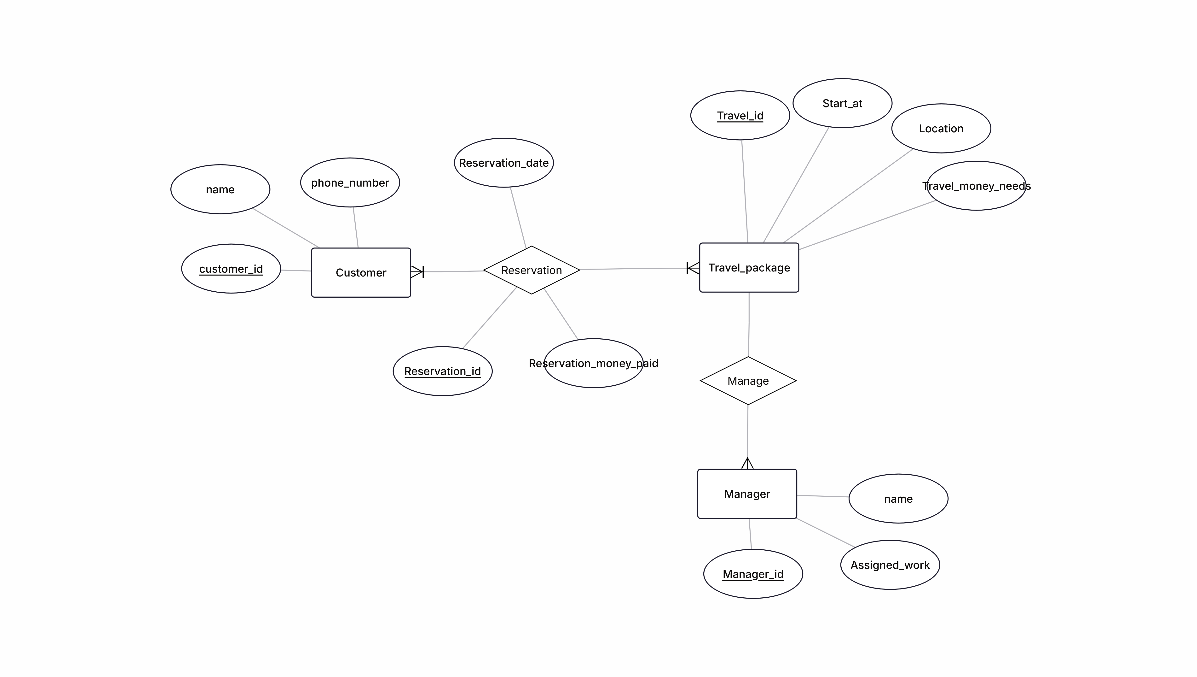 Travel_id
Start_at
Location
Travel_money_needs
Reservation_date
name
phone_number
customer_id
Customer
Reservation
Travel_package
Reservation_id
Reservation_money_paid
Manage
Manager
name
Assigned_work
Manager_id